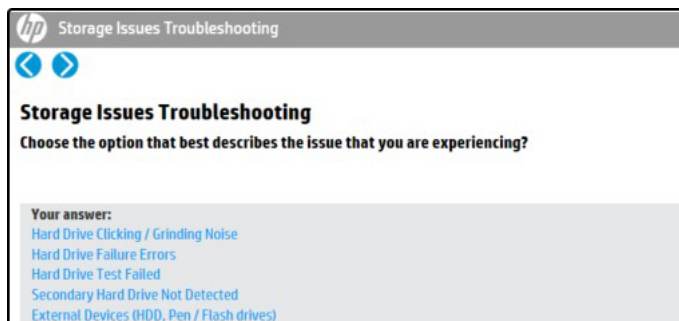 hp Storage Issues Troubleshooting
Storage Issues Troubleshooting
Choose the option that best describes the issue that you are experiencing?
Your answer:
Hard Drive Clicking / Grinding Noise
Hard Drive Failure Errors
Hard Drive Test Failed
Secondary Hard Drive Not Detected
External Devices (HDD, Pen / Flash drives)